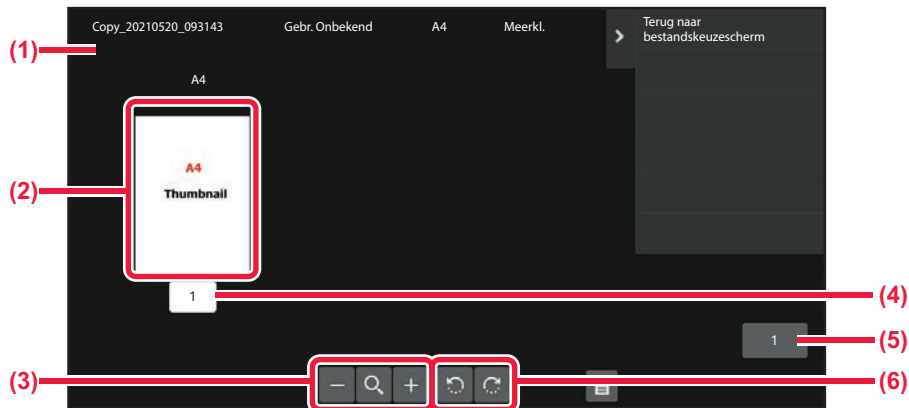 Copy_20210520_093143 Gebr. Onbekend A4 Meerkl. Terug naar
bestandskeuzescherm
(1)
A4
A4
(2)
Thumbnail
1
(4)
1
(5)
(3)
(6)